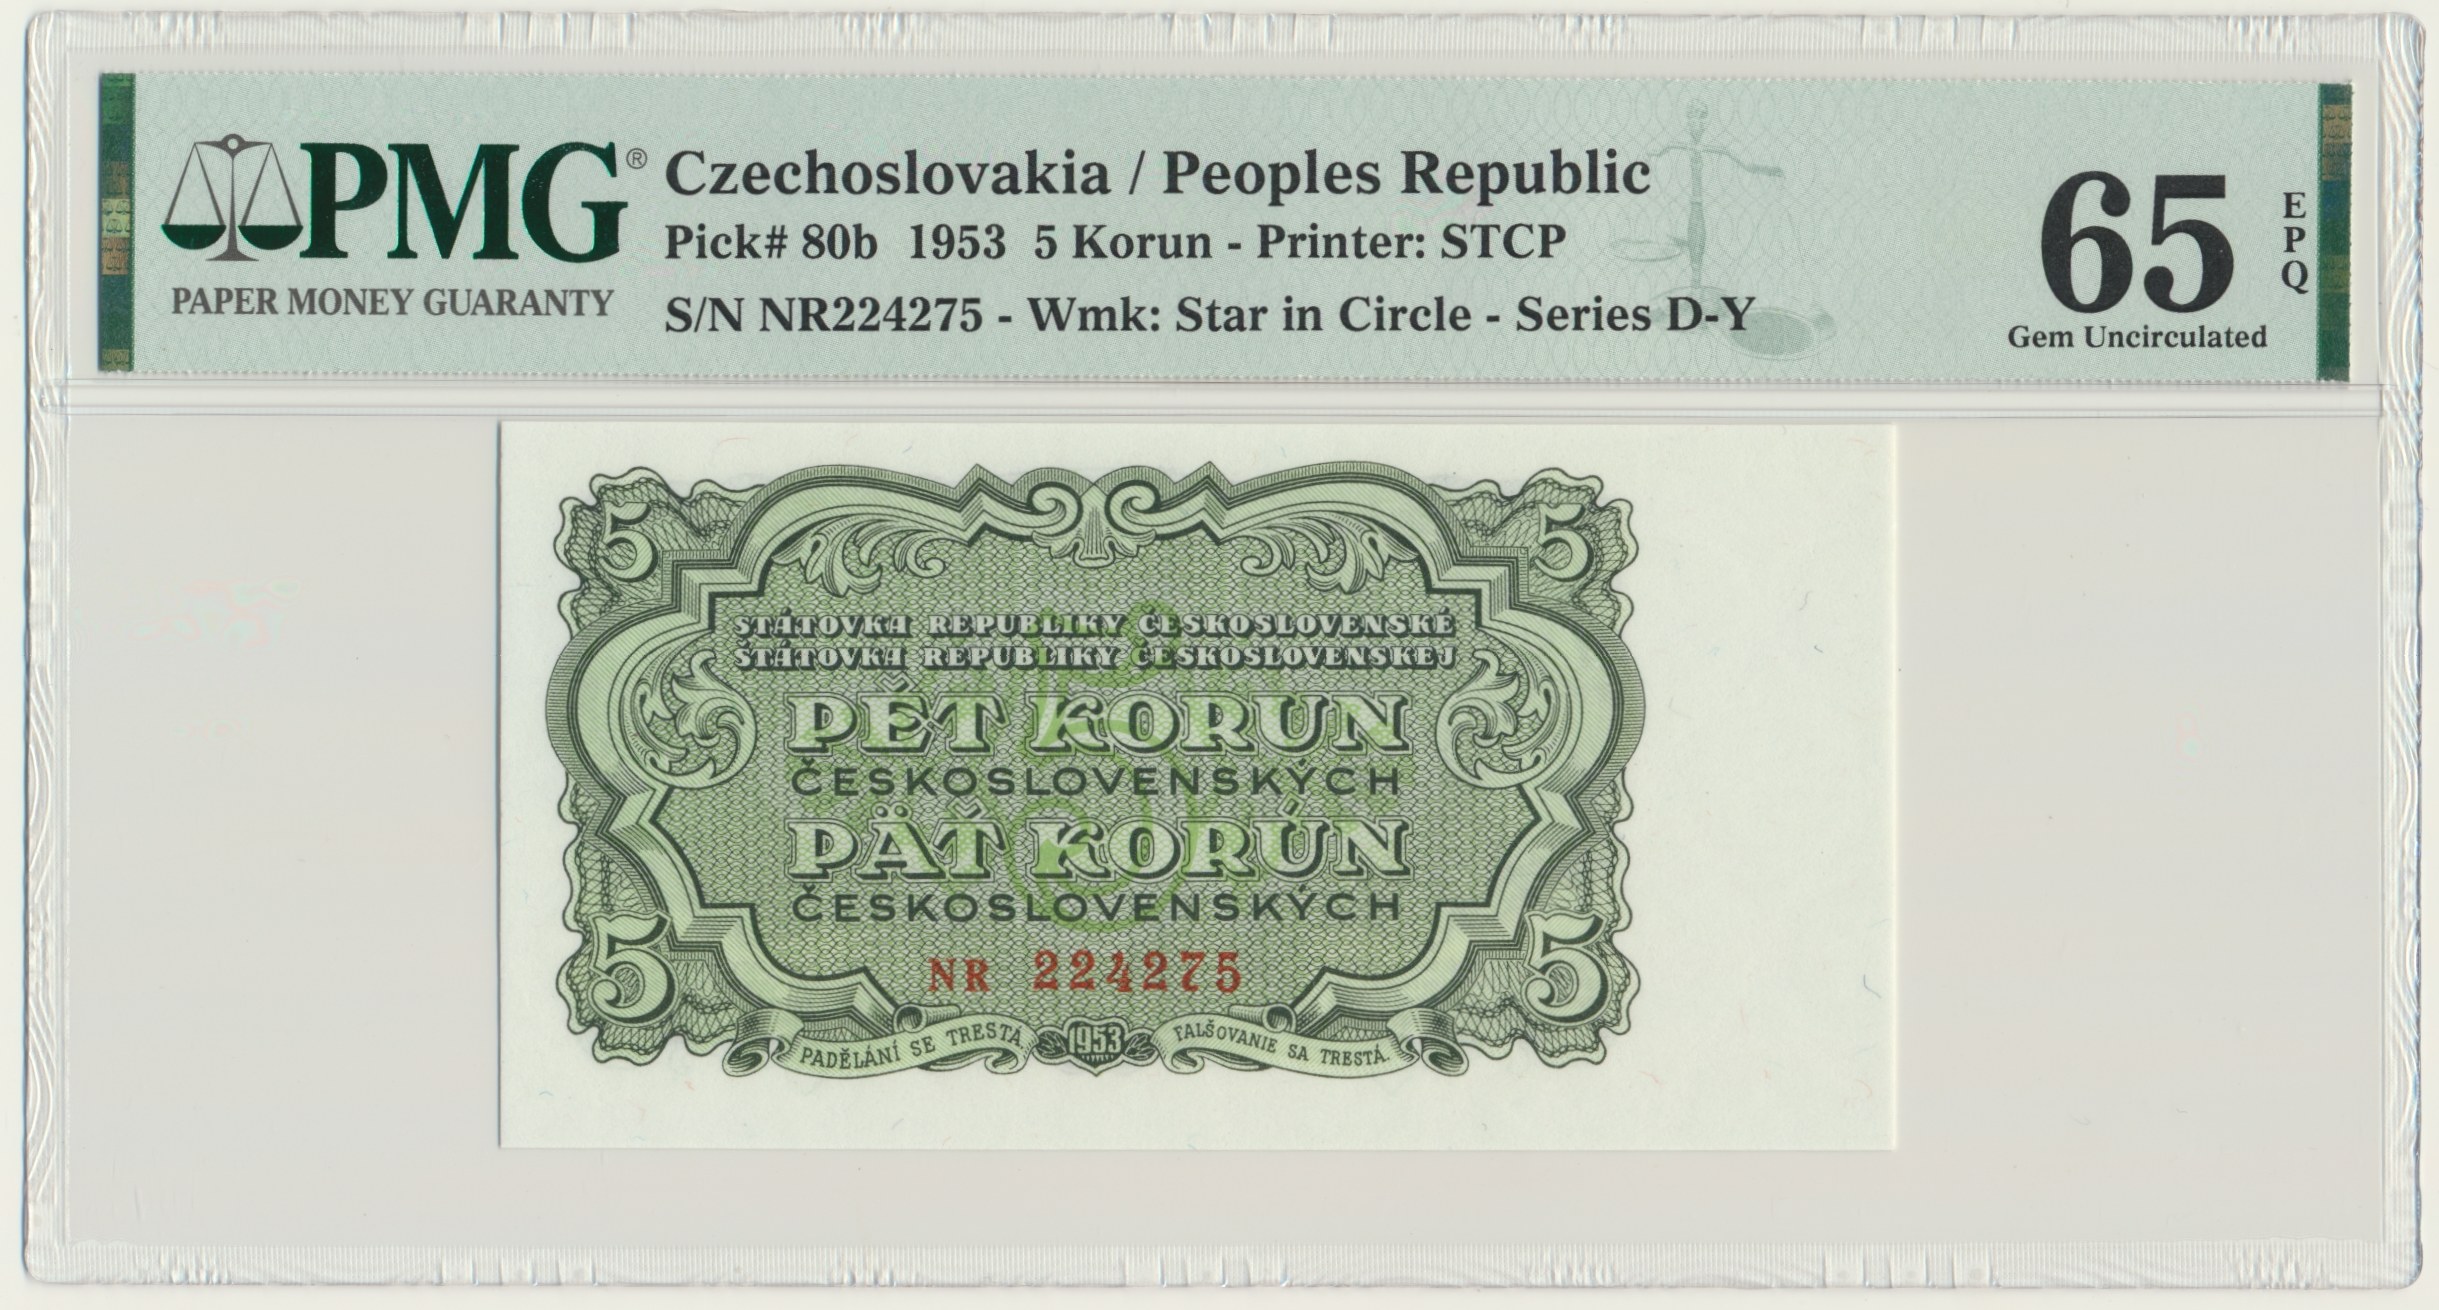 PMG®
PAPER MONEY GUARANTY
Czechoslovakia / Peoples Republic
Pick# 80b 1953 5 Korun - Printer: STCP
S/N NR224275 - Wmk: Star in Circle - Series D-Y
65
EPQ
Gem Uncirculated
5 5
STÁTOVKA REPUBLIKY ČESKOSLOVENSKÉ
ŠTÁTOVKA REPUBLIKY ČESKOSLOVENSKEJ
PĚT KORUN
ČESKOSLOVENSKÝCH
PÄŤ KORÚN
ČESKOSLOVENSKÝCH
5 5
NR 224275
PADĚLÁNÍ SE TRESTÁ. 1953 FALŠOVANIE SA TRESTÁ.